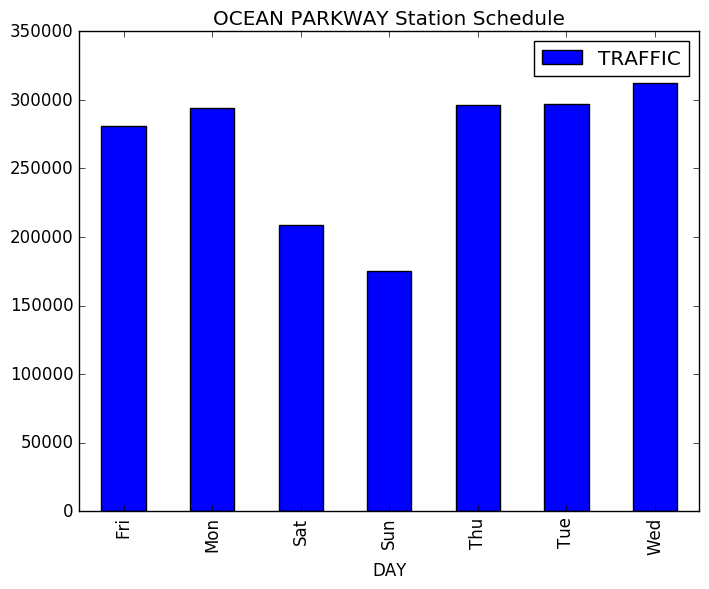 OCEAN PARKWAY Station Schedule
350000
300000
250000
200000
150000
100000
50000
0
TRAFFIC
Fri
Mon
Sat
Sun
Thu
Tue
Wed
DAY